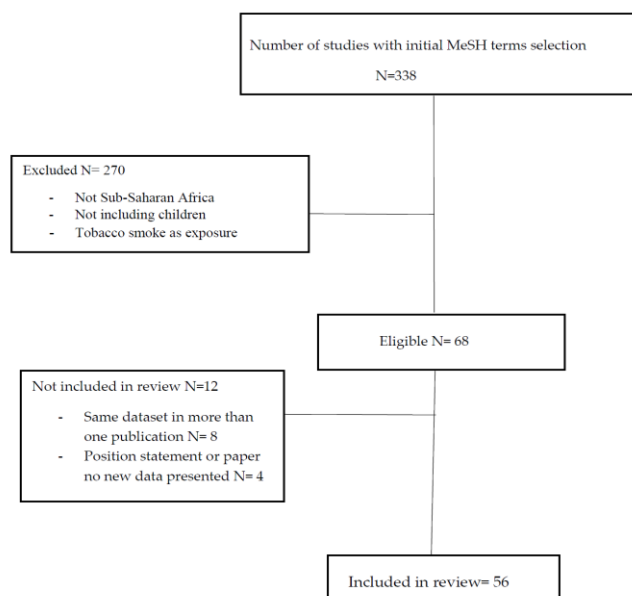 Number of studies with initial MeSH terms selection
N=338
Excluded N= 270
- Not Sub-Saharan Africa
- Not including children
- Tobacco smoke as exposure
Eligible N= 68
Not included in review N=12
- Same dataset in more
than one publication N= 8
- Position statement or paper
no new data presented N= 4
Included in review= 56